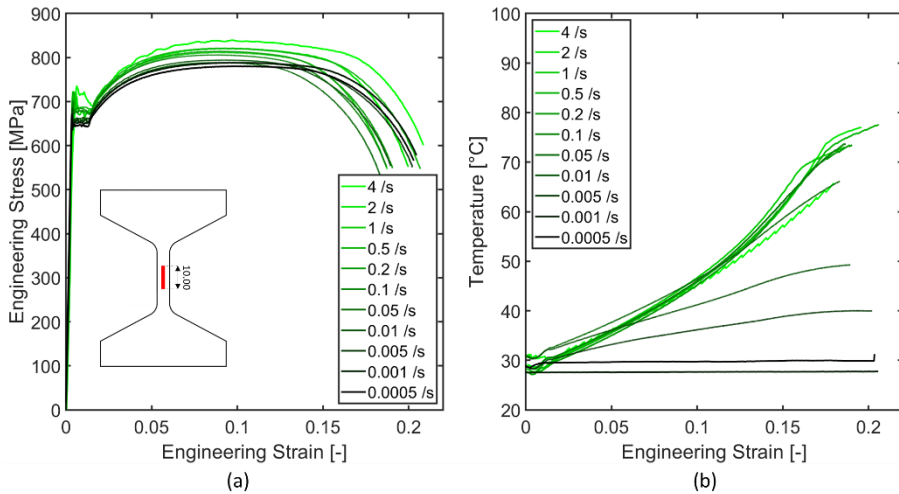 900
800
700
600
500
400
300
200
100
0
0
0.05
0.1
0.15
0.2
Engineering Stress [MPa]
Engineering Strain [-]
10.00
4 /s
2 /s
1 /s
0.5 /s
0.2 /s
0.1 /s
0.05 /s
0.01 /s
0.005 /s
0.001 /s
0.0005 /s
(a)
100
90
80
70
60
50
40
30
20
0
0.05
0.1
0.15
0.2
Temperature [°C]
Engineering Strain [-]
4 /s
2 /s
1 /s
0.5 /s
0.2 /s
0.1 /s
0.05 /s
0.01 /s
0.005 /s
0.001 /s
0.0005 /s
(b)